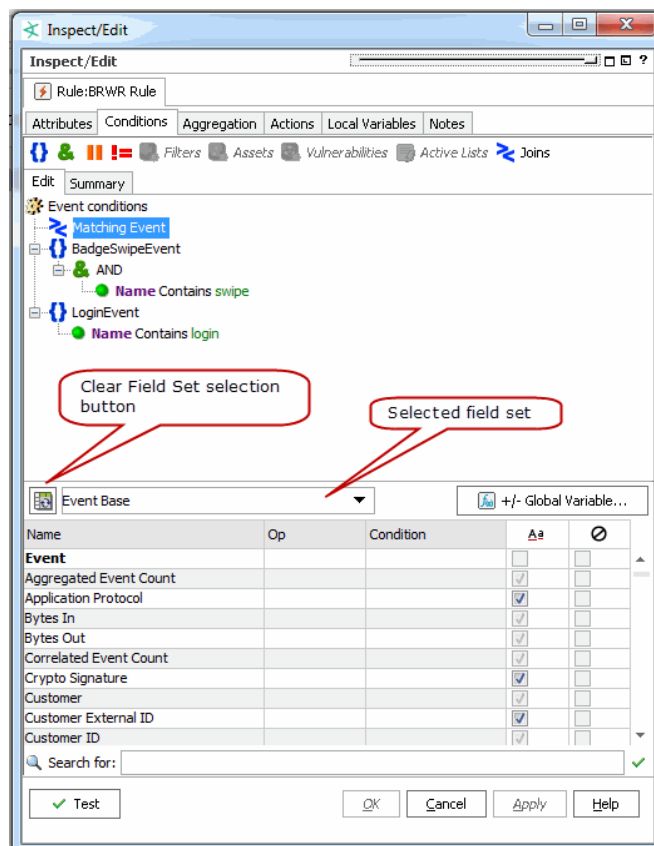 Inspect/Edit
Inspect/Edit
?
Rule:BRWR Rule
Attributes Conditions Aggregation Actions Local Variables Notes
{} & != Filters Assets Vulnerabilities Active Lists Joins
Edit Summary
Event conditions
Matching Event
{} BadgeSwipeEvent
& AND
Name Contains swipe
{} LoginEvent
Name Contains login
Clear Field Set selection
button
Selected field set
Event Base
+/- Global Variable...
Name Op Condition Aa
Event
Aggregated Event Count
Application Protocol
Bytes In
Bytes Out
Correlated Event Count
Crypto Signature
Customer
Customer External ID
Customer ID
Search for:
Test OK Cancel Apply Help